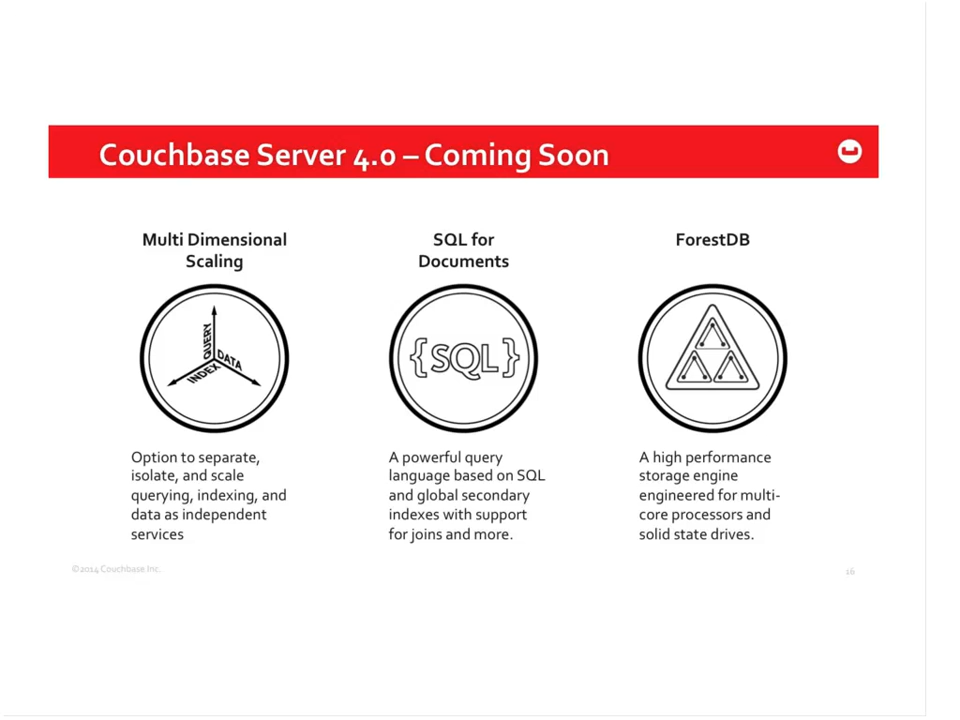 Couchbase Server 4.0 – Coming Soon
Multi Dimensional
Scaling
QUERY
DATA
INDEX
Option to separate,
isolate, and scale
querying, indexing, and
data as independent
services
SQL for
Documents
{SQL}
A powerful query
language based on SQL
and global secondary
indexes with support
for joins and more.
ForestDB
A high performance
storage engine
engineered for multi-
core processors and
solid state drives.
©2014 Couchbase Inc.
16